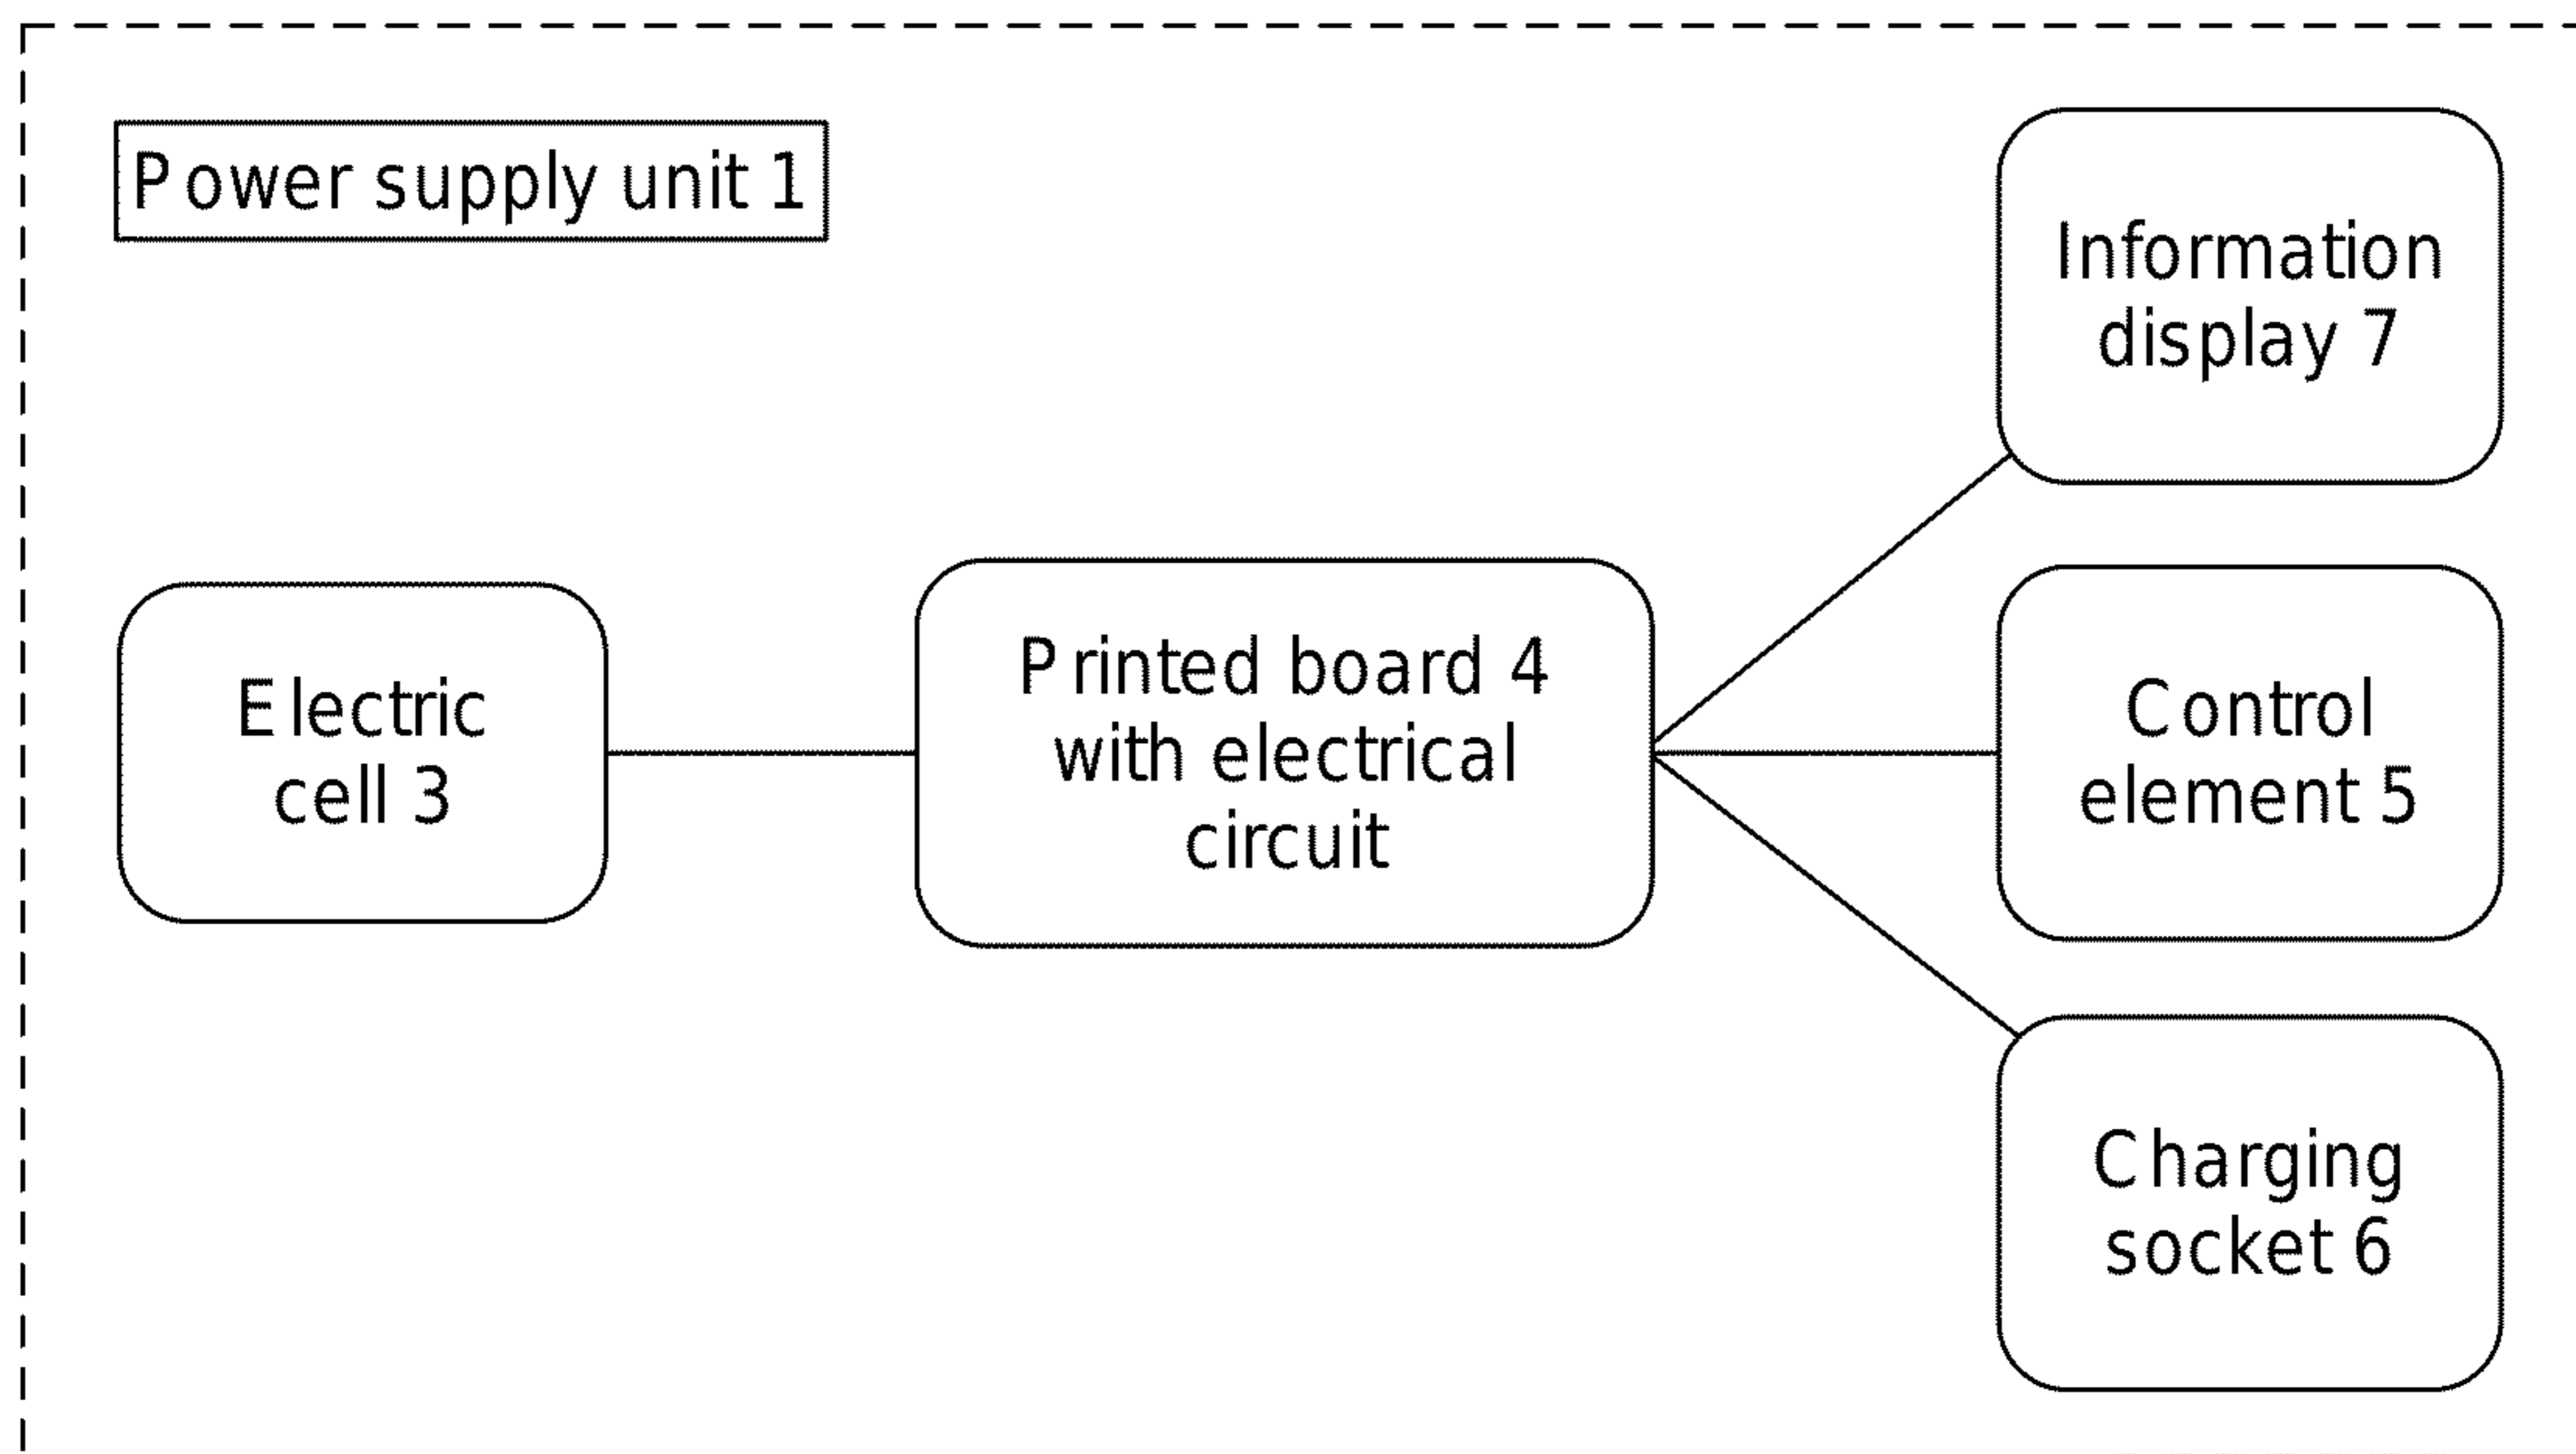 Power supply unit 1
Information
display 7
Electric
cell 3
Printed board 4
with electrical
circuit
Control
element 5
Charging
socket 6